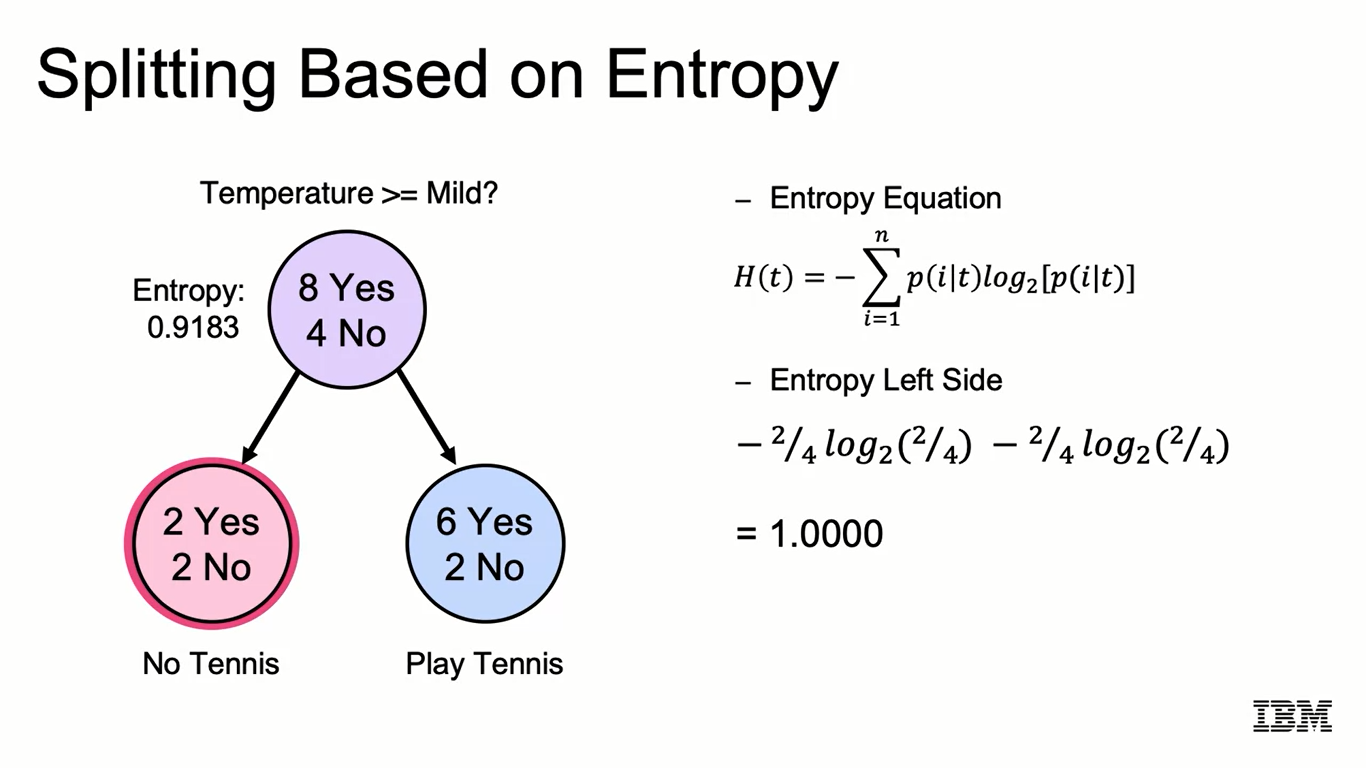 Splitting Based on Entropy
Temperature >= Mild?
Entropy:
0.9183
8 Yes
4 No
2 Yes
2 No
6 Yes
2 No
No Tennis
Play Tennis
– Entropy Equation
H(t) = − ∑ᵢ₌₁ⁿ p(i|t)log₂[p(i|t)]
– Entropy Left Side
− ²/₄ log₂(²/₄) − ²/₄ log₂(²/₄)
= 1.0000
IBM